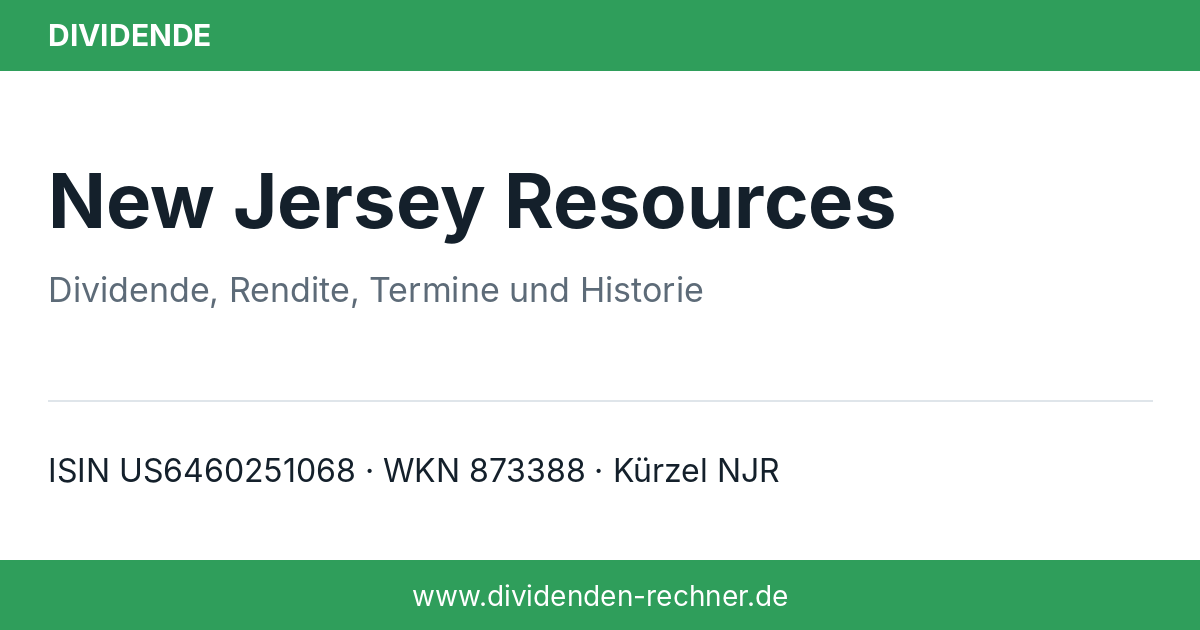 DIVIDENDE
New Jersey Resources
Dividende, Rendite, Termine und Historie
ISIN US6460251068 · WKN 873388 · Kürzel NJR
www.dividenden-rechner.de